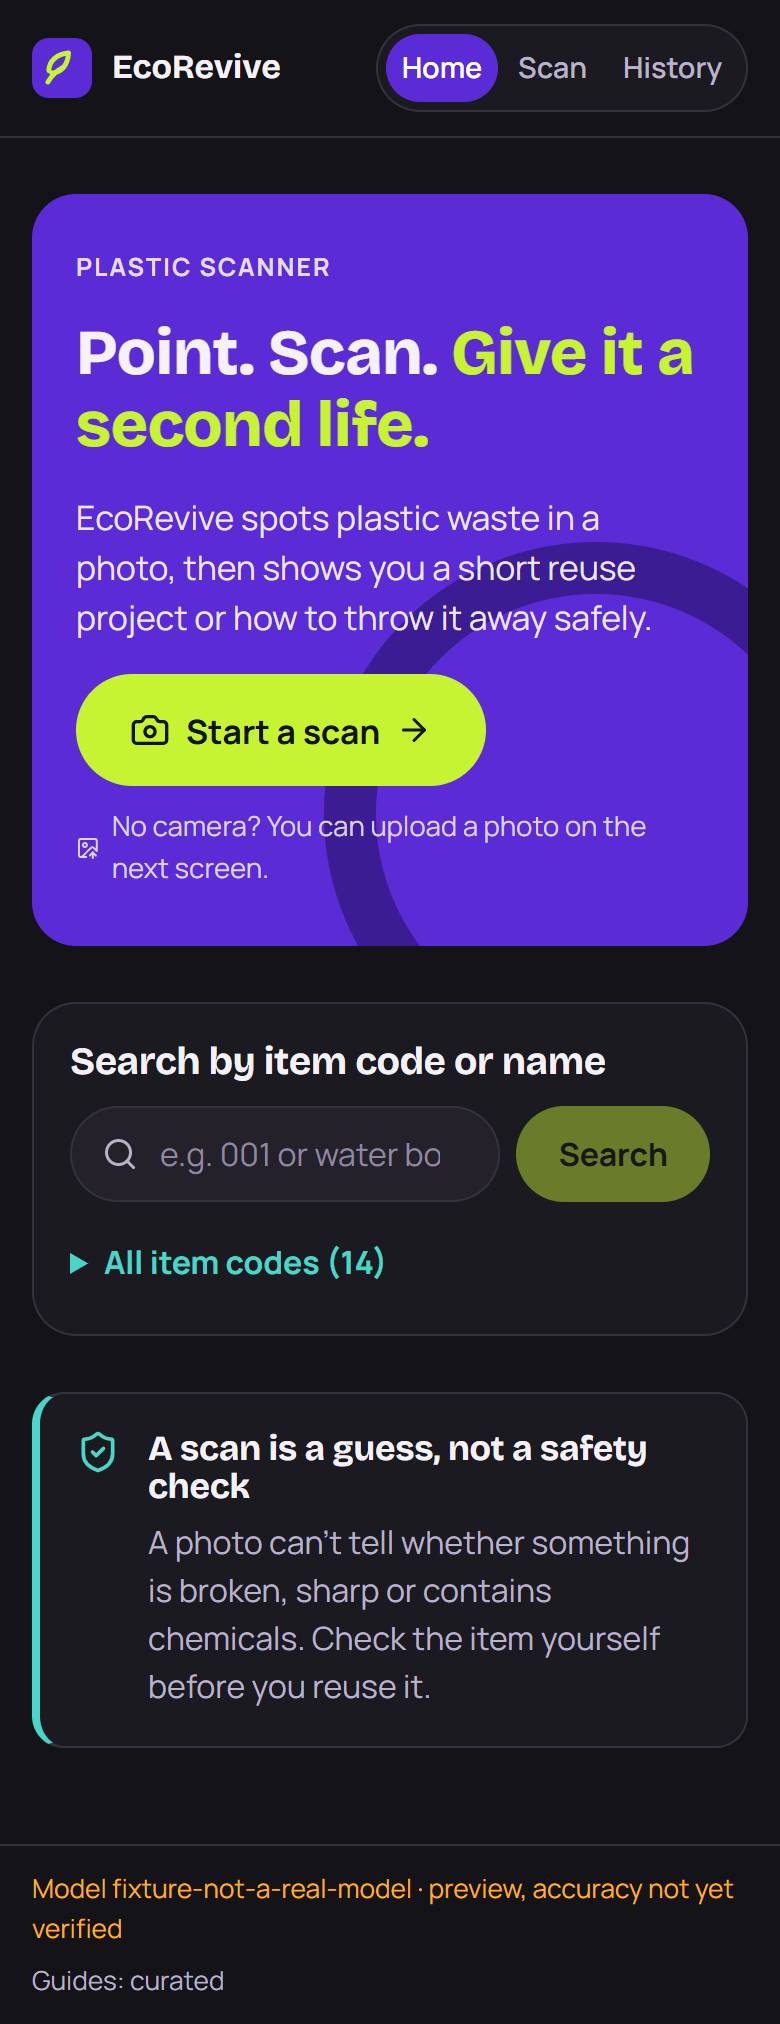 EcoRevive
Home Scan History
PLASTIC SCANNER
Point. Scan. Give it a
second life.
EcoRevive spots plastic waste in a
photo, then shows you a short reuse
project or how to throw it away safely.
Start a scan
No camera? You can upload a photo on the
next screen.
Search by item code or name
e.g. 001 or water bo
Search
All item codes (14)
A scan is a guess, not a safety
check
A photo can’t tell whether something
is broken, sharp or contains
chemicals. Check the item yourself
before you reuse it.
Model fixture-not-a-real-model · preview, accuracy not yet
verified
Guides: curated